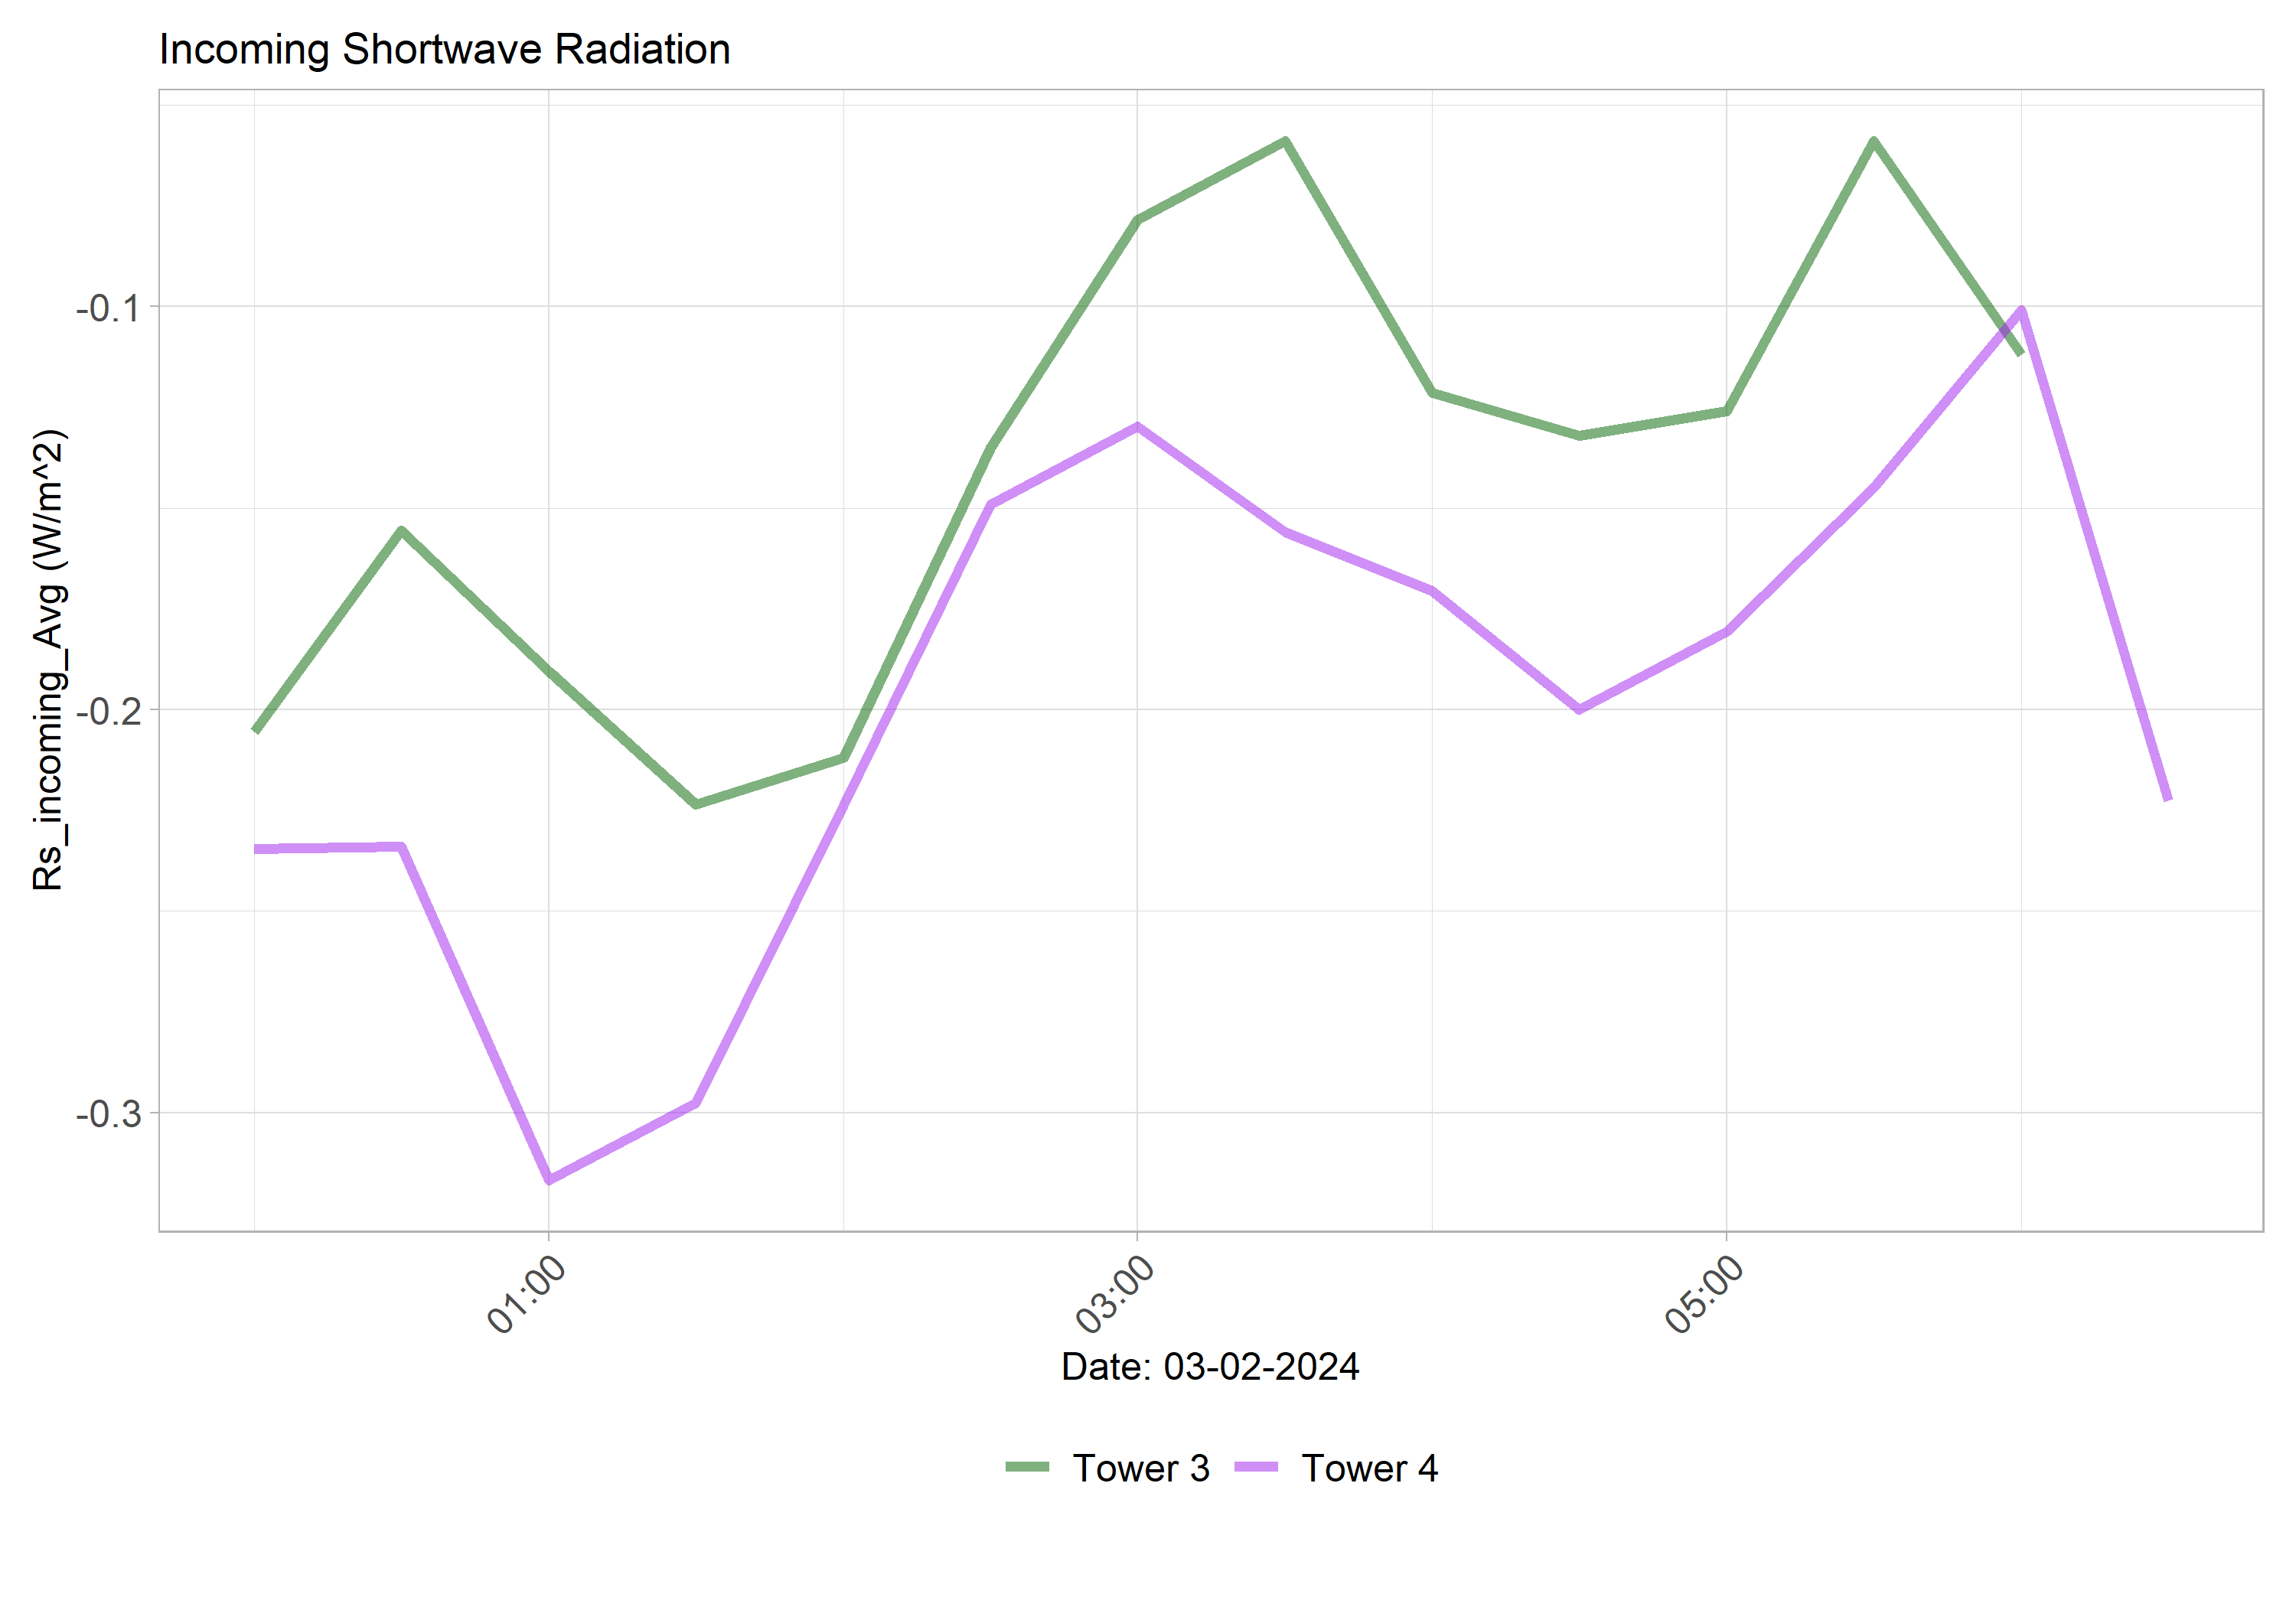 Incoming Shortwave Radiation
Rs_incoming_Avg (W/m^2)
-0.1
-0.2
-0.3
01:00
03:00
05:00
Date: 03-02-2024
Tower 3
Tower 4